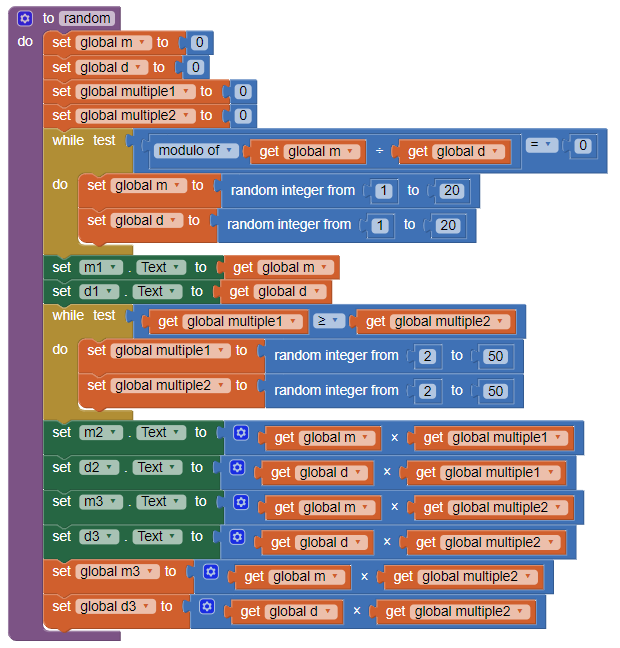 to random
do set global m to 0
set global d to 0
set global multiple1 to 0
set global multiple2 to 0
while test modulo of get global m ÷ get global d = 0
do set global m to random integer from 1 to 20
set global d to random integer from 1 to 20
set m1 . Text to get global m
set d1 . Text to get global d
while test get global multiple1 ≥ get global multiple2
do set global multiple1 to random integer from 2 to 50
set global multiple2 to random integer from 2 to 50
set m2 . Text to get global m x get global multiple1
set d2 . Text to get global d x get global multiple1
set m3 . Text to get global m x get global multiple2
set d3 . Text to get global d x get global multiple2
set global m3 to get global m x get global multiple2
set global d3 to get global d x get global multiple2